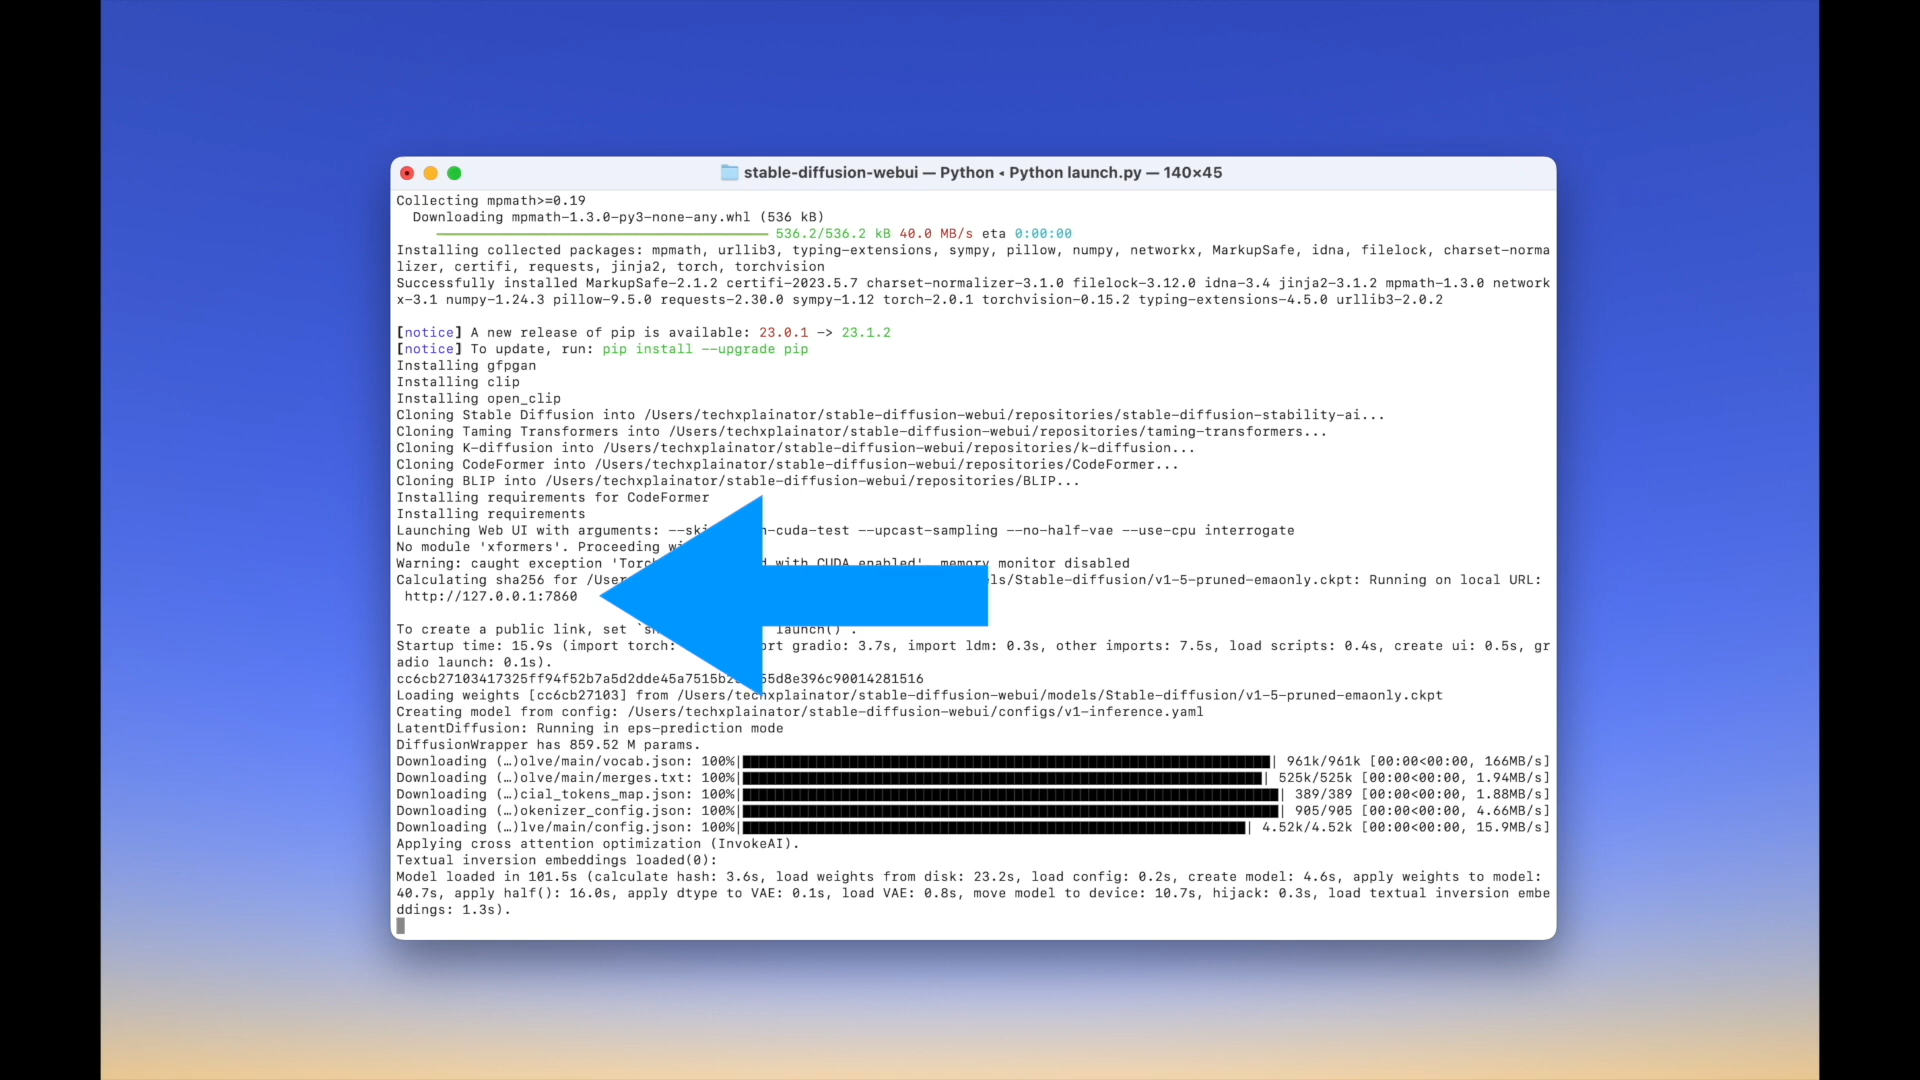 stable-diffusion-webui — Python ◂ Python launch.py — 140×45
Collecting mpmath>=0.19
Downloading mpmath-1.3.0-py3-none-any.whl (536 kB)
536.2/536.2 kB 40.0 MB/s eta 0:00:00
Installing collected packages: mpmath, urllib3, typing-extensions, sympy, pillow, numpy, networkx, MarkupSafe, idna, filelock, charset-norma
lizer, certifi, requests, jinja2, torch, torchvision
Successfully installed MarkupSafe-2.1.2 certifi-2023.5.7 charset-normalizer-3.1.0 filelock-3.12.0 idna-3.4 jinja2-3.1.2 mpmath-1.3.0 network
x-3.1 numpy-1.24.3 pillow-9.5.0 requests-2.30.0 sympy-1.12 torch-2.0.1 torchvision-0.15.2 typing-extensions-4.5.0 urllib3-2.0.2
[notice] A new release of pip is available: 23.0.1 -> 23.1.2
[notice] To update, run: pip install --upgrade pip
Installing gfpgan
Installing clip
Installing open_clip
Cloning Stable Diffusion into /Users/techxplainator/stable-diffusion-webui/repositories/stable-diffusion-stability-ai...
Cloning Taming Transformers into /Users/techxplainator/stable-diffusion-webui/repositories/taming-transformers...
Cloning K-diffusion into /Users/techxplainator/stable-diffusion-webui/repositories/k-diffusion...
Cloning CodeFormer into /Users/techxplainator/stable-diffusion-webui/repositories/CodeFormer...
Cloning BLIP into /Users/techxplainator/stable-diffusion-webui/repositories/BLIP...
Installing requirements for CodeFormer
Installing requirements
Launching Web UI with arguments: -cuda-test --upcast-sampling --no-half-vae --use-cpu interrogate
No module 'xformers'. Proceeding
Warning: caught exception with CUDA enabled', memory monitor disabled
Calculating sha256 for /Stable-diffusion/v1-5-pruned-emaonly.ckpt: Running on local URL:
http://127.0.0.1:7860
To create a public link, set launch()`.
Startup time: 15.9s (import torch: gradio: 3.7s, import ldm: 0.3s, other imports: 7.5s, load scripts: 0.4s, create ui: 0.5s, gr
adio launch: 0.1s).
Loading weights [cc6cb27103] from /Users/techxplainator/stable-diffusion-webui/models/Stable-diffusion/v1-5-pruned-emaonly.ckpt
Creating model from config: /Users/techxplainator/stable-diffusion-webui/configs/v1-inference.yaml
LatentDiffusion: Running in eps-prediction mode
DiffusionWrapper has 859.52 M params.
Downloading (…)olve/main/vocab.json: 100%| | 961k/961k [00:00<00:00, 166MB/s]
Downloading (…)olve/main/merges.txt: 100%| | 525k/525k [00:00<00:00, 1.94MB/s]
Downloading (…)cial_tokens_map.json: 100%| | 389/389 [00:00<00:00, 1.88MB/s]
Downloading (…)okenizer_config.json: 100%| | 905/905 [00:00<00:00, 4.66MB/s]
Downloading (…)lve/main/config.json: 100%| | 4.52k/4.52k [00:00<00:00, 15.9MB/s]
Applying cross attention optimization (InvokeAI).
Textual inversion embeddings loaded(0):
Model loaded in 101.5s (calculate hash: 3.6s, load weights from disk: 23.2s, load config: 0.2s, create model: 4.6s, apply weights to model:
40.7s, apply half(): 16.0s, apply dtype to VAE: 0.1s, load VAE: 0.8s, move model to device: 10.7s, hijack: 0.3s, load textual inversion embe
ddings: 1.3s).